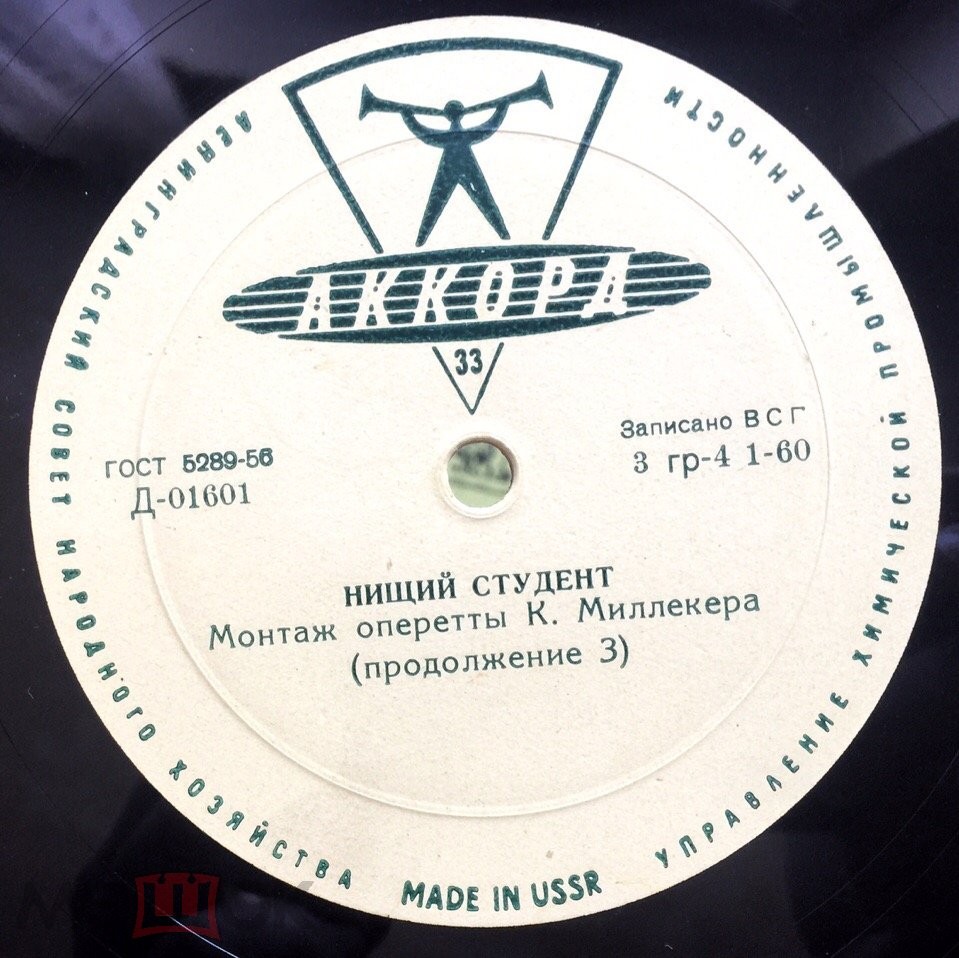 ЛЕНИНГРАДСКИЙ СОВЕТ НАРОДНОГО ХОЗЯЙСТВА
УПРАВЛЕНИЕ ХИМИЧЕСКОЙ ПРОМЫШЛЕННОСТИ
АККОРД
33
ГОСТ 5289-56
Д-01601
Записано ВСГ
3 гр-4 1-60
НИЩИЙ СТУДЕНТ
Монтаж оперетты К. Миллекера
(продолжение 3)
MADE IN USSR